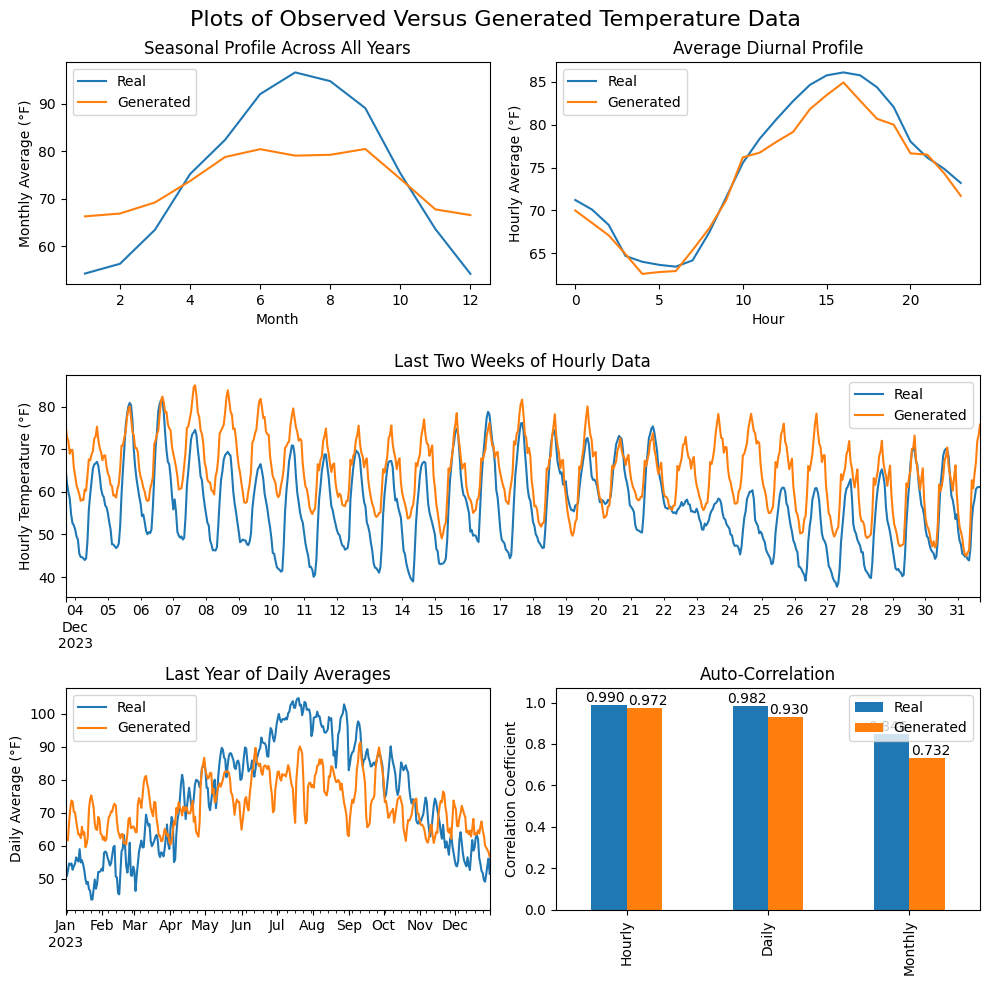 Plots of Observed Versus Generated Temperature Data
Seasonal Profile Across All Years
Real
Generated
Monthly Average (°F)
90
80
70
60
2 4 6 8 10 12
Month
Average Diurnal Profile
Real
Generated
Hourly Average (°F)
85
80
75
70
65
0 5 10 15 20
Hour
Last Two Weeks of Hourly Data
Real
Generated
Hourly Temperature (°F)
80
70
60
50
40
04 05 06 07 08 09 10 11 12 13 14 15 16 17 18 19 20 21 22 23 24 25 26 27 28 29 30 31
Dec
2023
Last Year of Daily Averages
Real
Generated
Daily Average (°F)
100
90
80
70
60
50
Jan Feb Mar Apr May Jun Jul Aug Sep Oct Nov Dec
2023
Auto-Correlation
Real
Generated
Correlation Coefficient
1.0
0.8
0.6
0.4
0.2
0.0
0.990 0.972 0.982 0.930 0.732
Hourly Daily Monthly